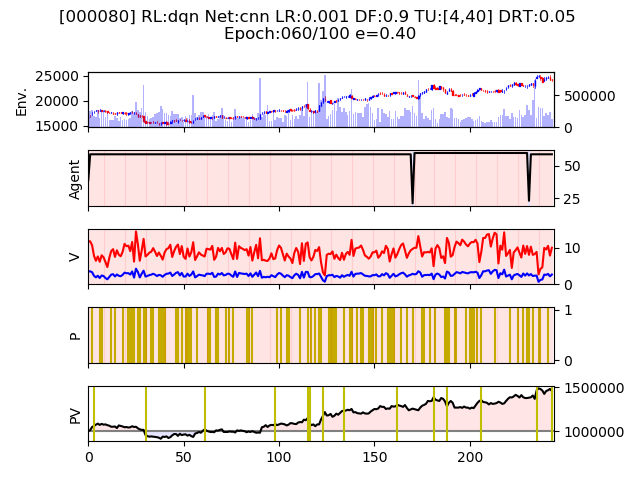 [000080] RL:dqn Net:cnn LR:0.001 DF:0.9 TU:[4,40] DRT:0.05
Epoch:060/100 e=0.40
Env.
25000
20000
15000
500000
0
Agent
50
25
V
10
0
P
1
0
PV
1500000
1000000
0 50 100 150 200